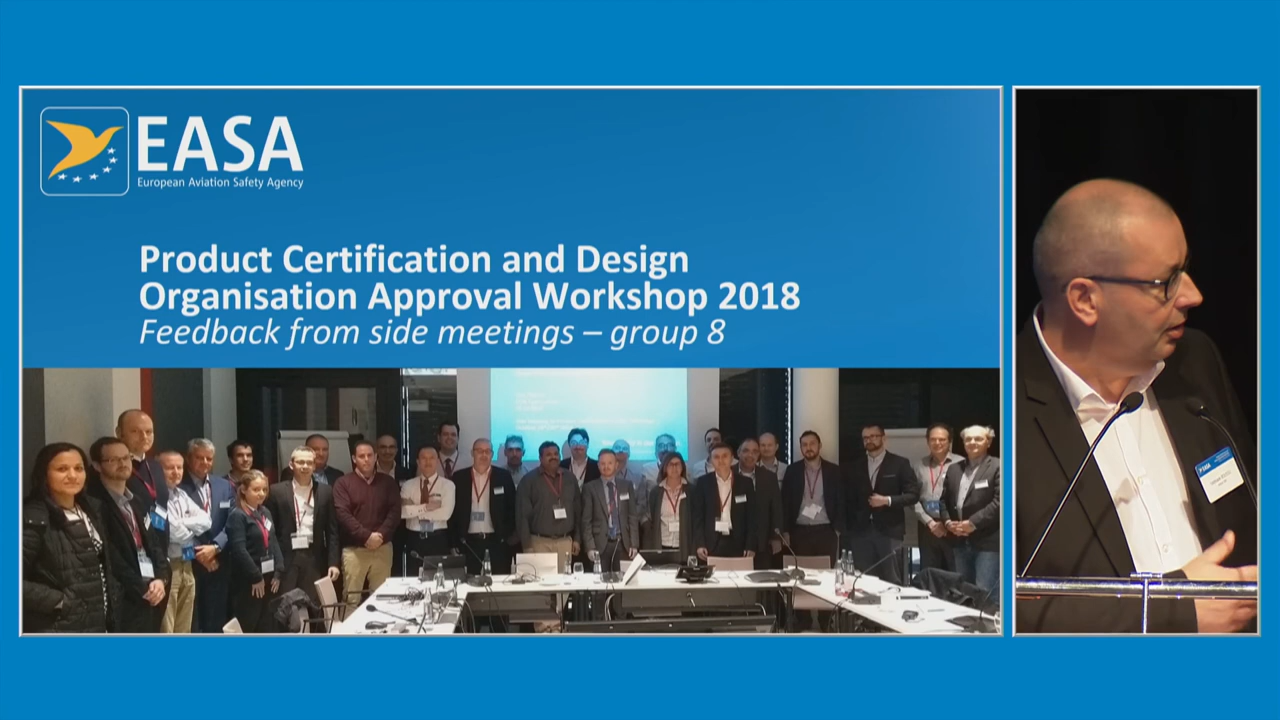 EASA
European Aviation Safety Agency
Product Certification and Design
Organisation Approval Workshop 2018
Feedback from side meetings – group 8
EASA